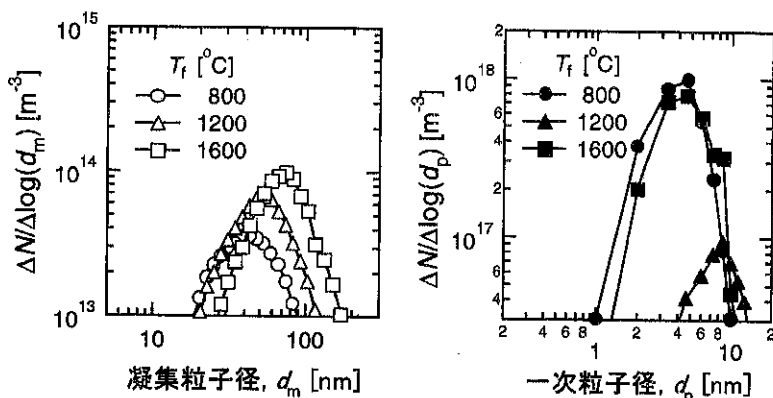 10^15
10^14
10^13
ΔN/Δlog(d_m) [m^-3]
T_f [°C]
800
1200
1600
10
100
凝集粒子径, d_m [nm]
10^18
8
6
4
2
10^17
8
6
4
ΔN/Δlog(d_p) [m^-3]
T_f [°C]
800
1200
1600
2 4 6 8 1 2 4 6 8 10 2
一次粒子径, d_p [nm]